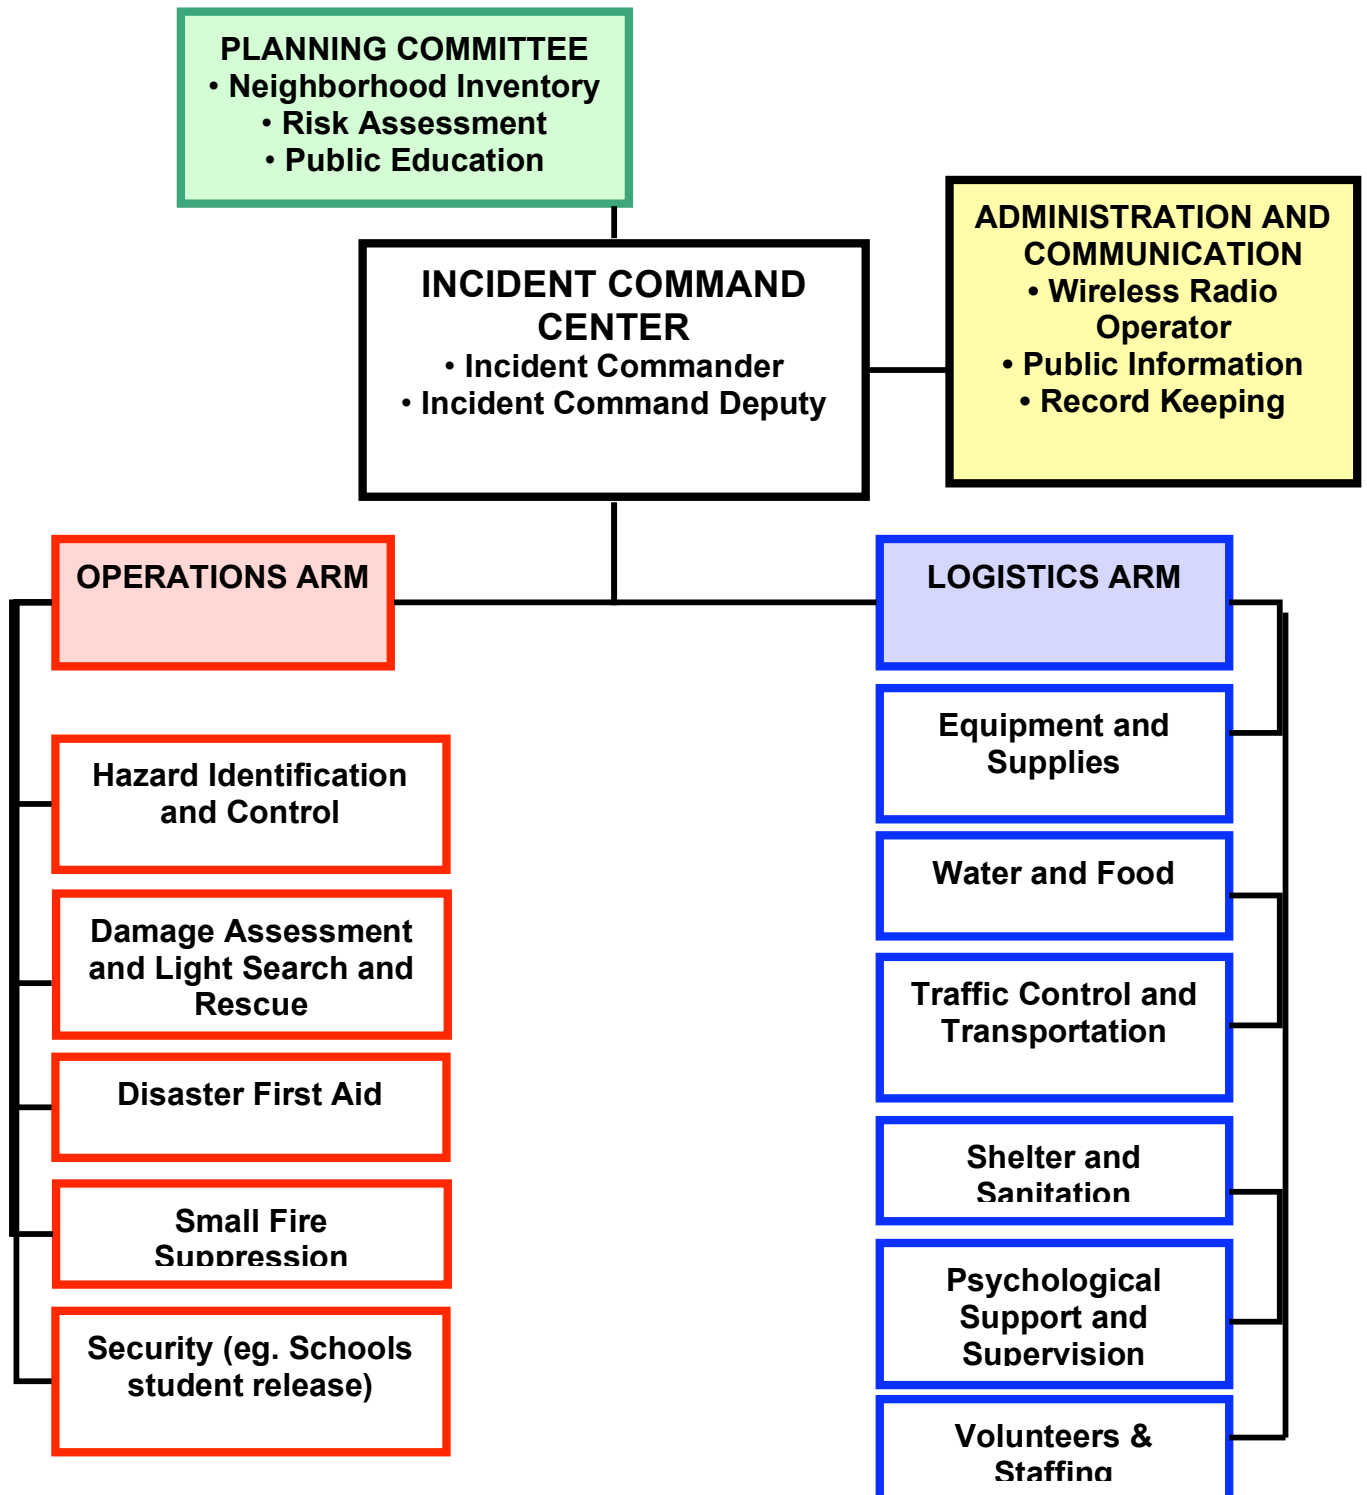 PLANNING COMMITTEE
• Neighborhood Inventory
• Risk Assessment
• Public Education
ADMINISTRATION AND
COMMUNICATION
• Wireless Radio
Operator
• Public Information
• Record Keeping
INCIDENT COMMAND
CENTER
• Incident Commander
• Incident Command Deputy
OPERATIONS ARM
Hazard Identification
and Control
Damage Assessment
and Light Search and
Rescue
Disaster First Aid
Small Fire
Suppression
Security (eg. Schools
student release)
LOGISTICS ARM
Equipment and
Supplies
Water and Food
Traffic Control and
Transportation
Shelter and
Sanitation
Psychological
Support and
Supervision
Volunteers &
Staffing